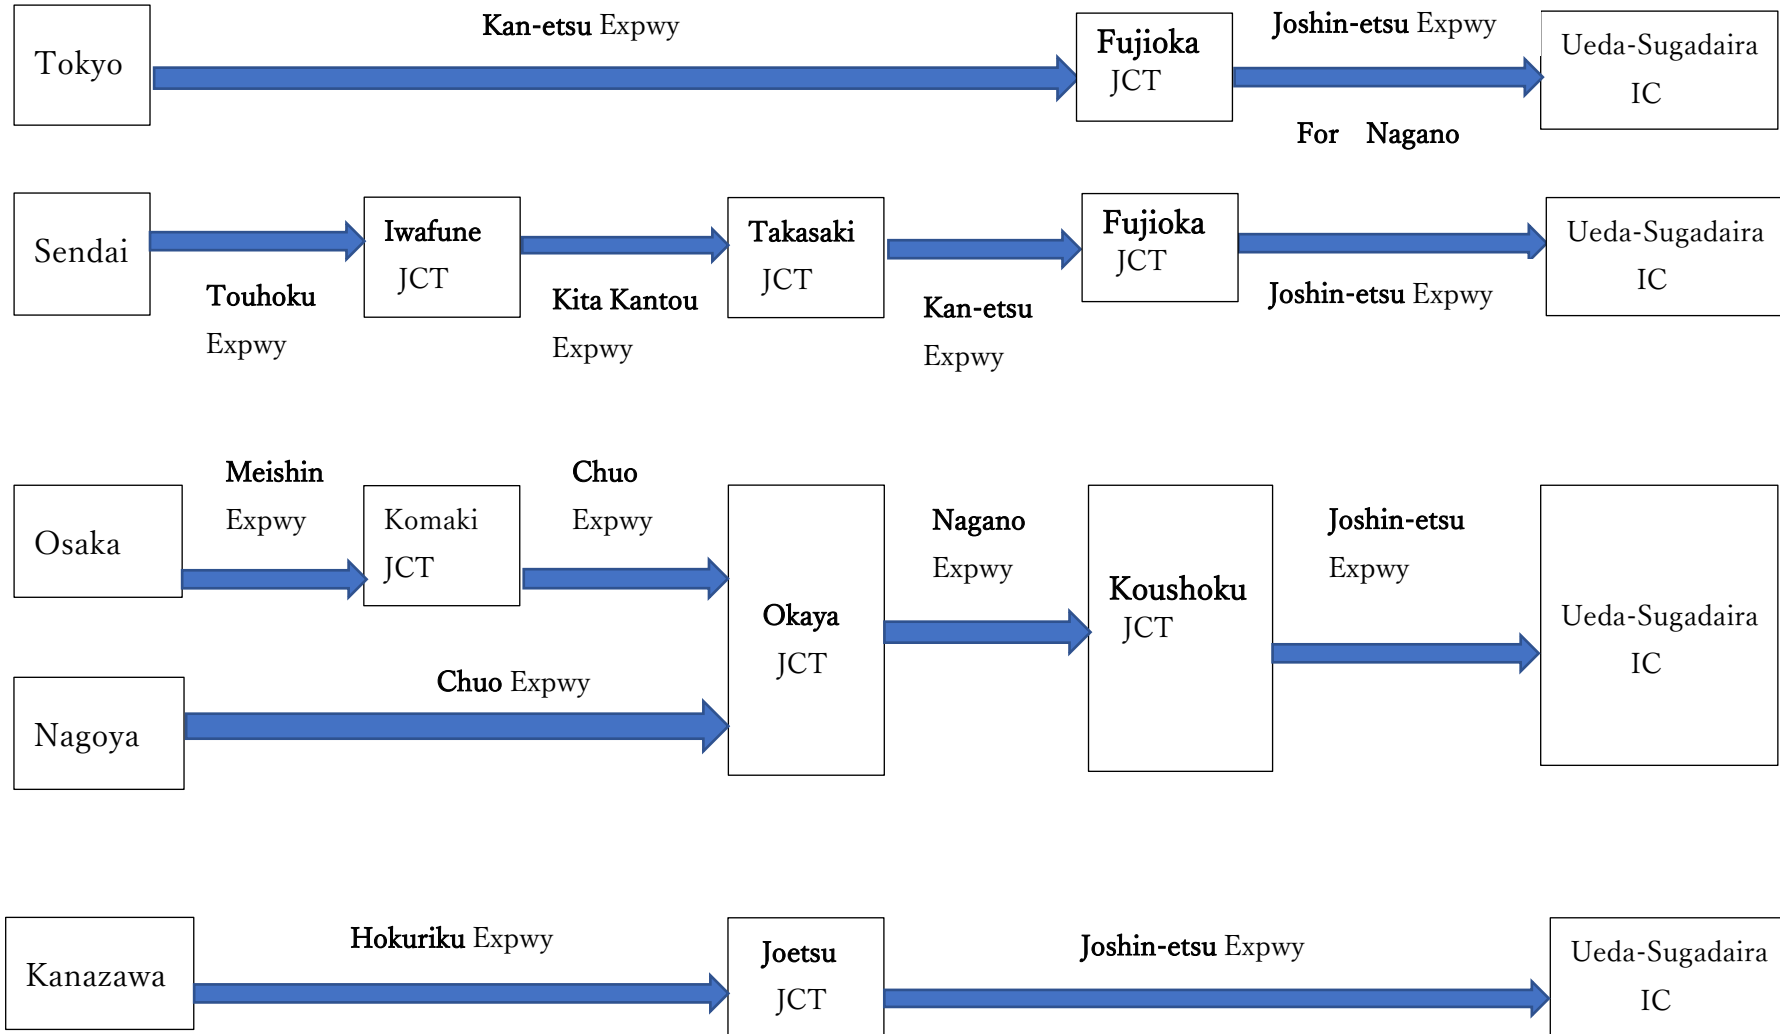 Kan-etsu Expwy
Joshin-etsu Expwy
Tokyo
Fujioka
JCT
Ueda-Sugadaira
IC
For Nagano
Sendai
Iwafune
JCT
Takasaki
JCT
Fujioka
JCT
Ueda-Sugadaira
IC
Touhoku
Expwy
Kita Kantou
Expwy
Kan-etsu
Expwy
Joshin-etsu Expwy
Meishin
Expwy
Chuo
Expwy
Osaka
Komaki
JCT
Nagano
Expwy
Joshin-etsu
Expwy
Okaya
JCT
Koushoku
JCT
Ueda-Sugadaira
IC
Chuo Expwy
Nagoya
Hokuriku Expwy
Joshin-etsu Expwy
Kanazawa
Joetsu
JCT
Ueda-Sugadaira
IC